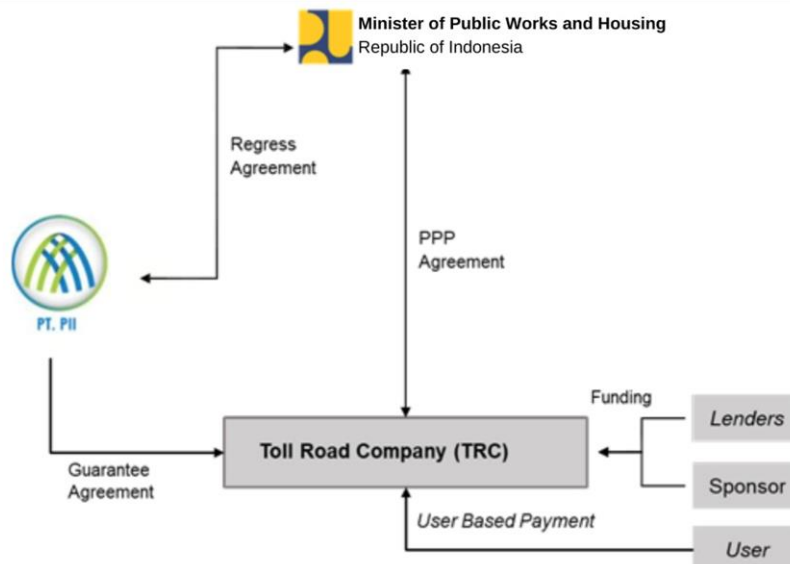 Minister of Public Works and Housing
Republic of Indonesia
Regress
Agreement
PPP
Agreement
PT. PII
Funding
Lenders
Toll Road Company (TRC)
Guarantee
Agreement
Sponsor
User Based Payment
User